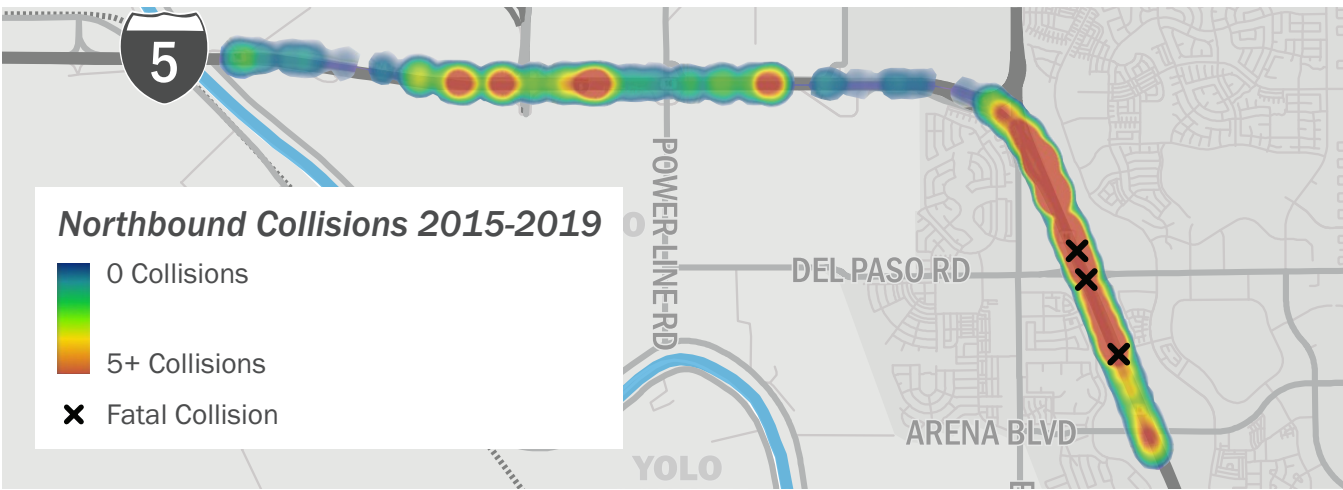 5
POWER LINE RD
Northbound Collisions 2015-2019
O
0 Collisions
DEL PASO RD
5+ Collisions
Fatal Collision
ARENA BLVD
YOLO